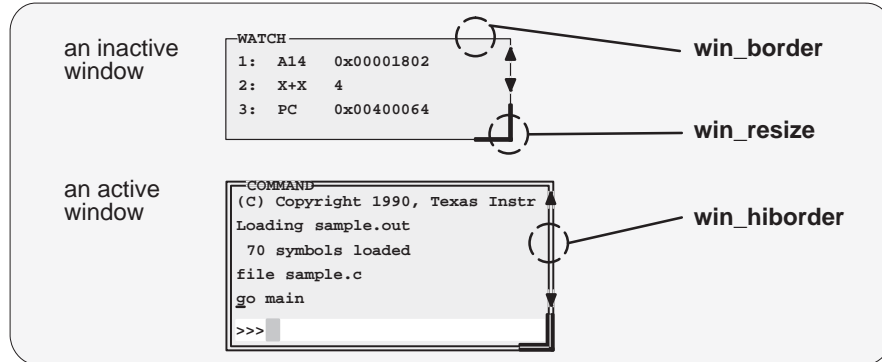 an inactive
window
WATCH
1: A14 0x00001802
2: X+X 4
3: PC 0x00400064
win_border
win_resize
an active
window
COMMAND
(C) Copyright 1990, Texas Instr
Loading sample.out
70 symbols loaded
file sample.c
go main
>>>
win_hiborder